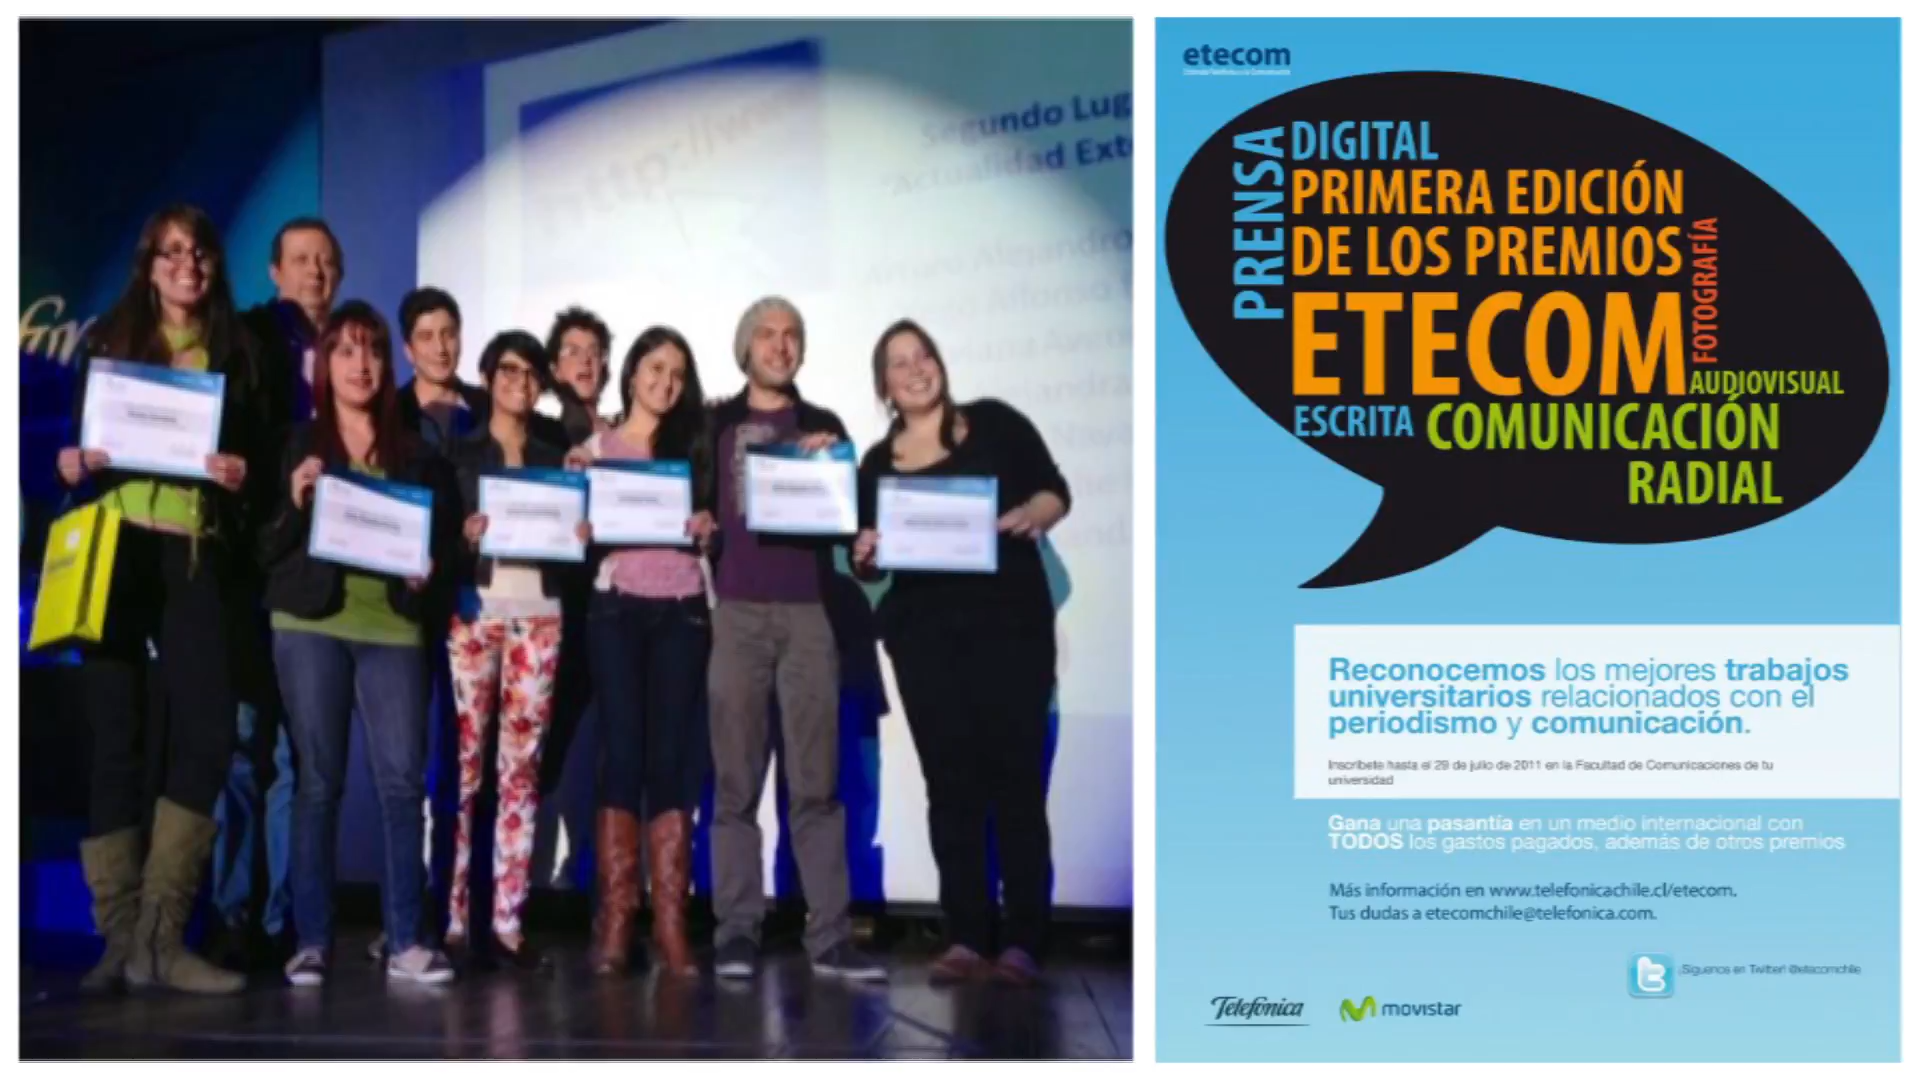 Segundo Lug
"Actualidad Exte
http://w
Alejandro
etecom
PRENSA
DIGITAL
PRIMERA EDICIÓN
DE LOS PREMIOS
FOTOGRAFÍA
ETECOM
AUDIOVISUAL
ESCRITA COMUNICACIÓN
RADIAL
Reconocemos los mejores trabajos
universitarios relacionados con el
periodismo y comunicación.
Inscríbete hasta el 29 de julio de 2011 en la Facultad de Comunicaciones de tu
universidad
Gana una pasantía en un medio internacional con
TODOS los gastos pagados, además de otros premios
Más información en www.telefonicachile.cl/etecom.
Tus dudas a etecomchile@telefonica.com.
¡Síguenos en Twitter! @etecomchile
Telefónica
movistar